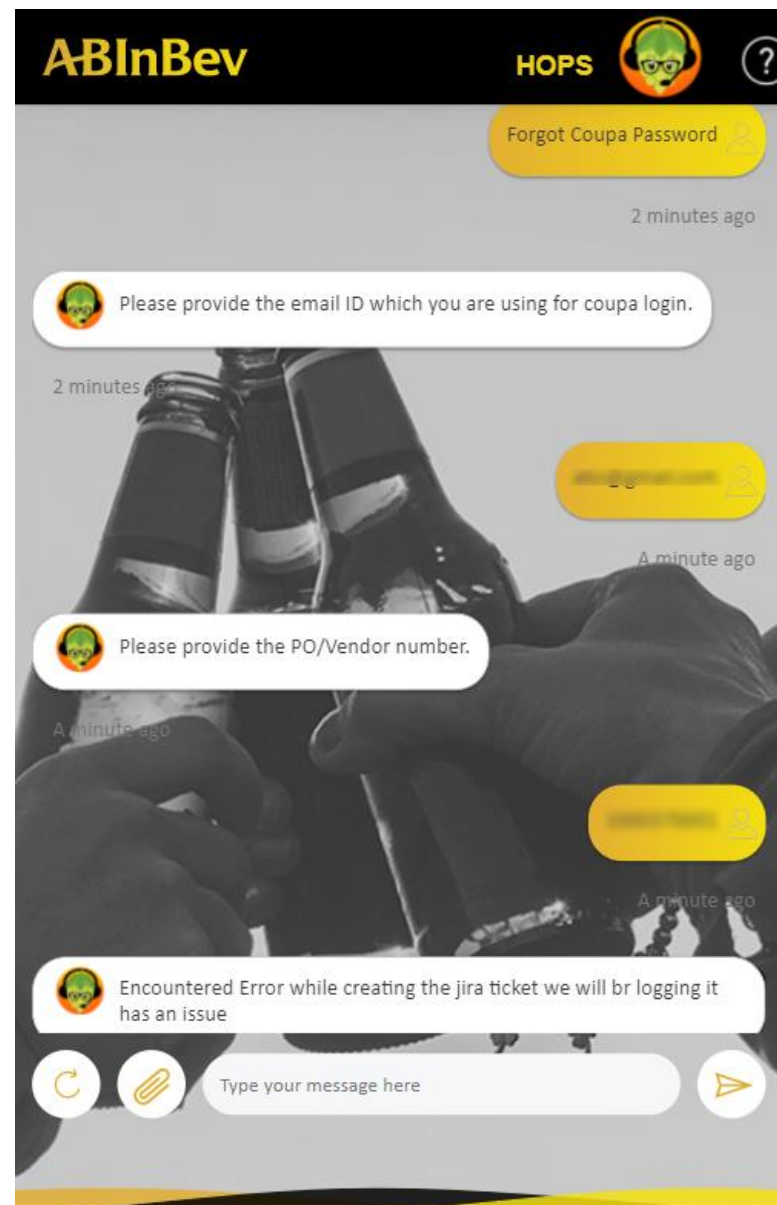 ABInBev
HOPS
?
Forgot Coupa Password
2 minutes ago
Please provide the email ID which you are using for coupa login.
2 minutes ago
A minute ago
Please provide the PO/Vendor number.
A minute ago
A minute ago
Encountered Error while creating the jira ticket we will br logging it
has an issue
Type your message here